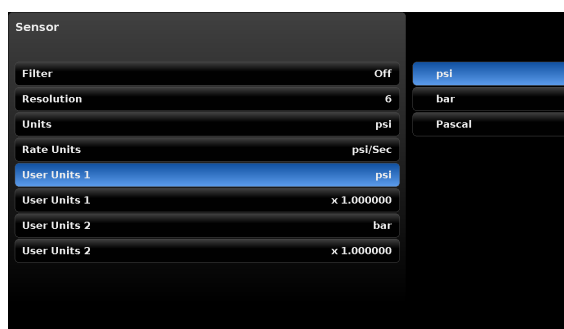 Sensor
Filter Off
Resolution 6
Units psi
Rate Units psi/Sec
User Units 1 psi
User Units 1 x 1.000000
User Units 2 bar
User Units 2 x 1.000000
psi
bar
Pascal